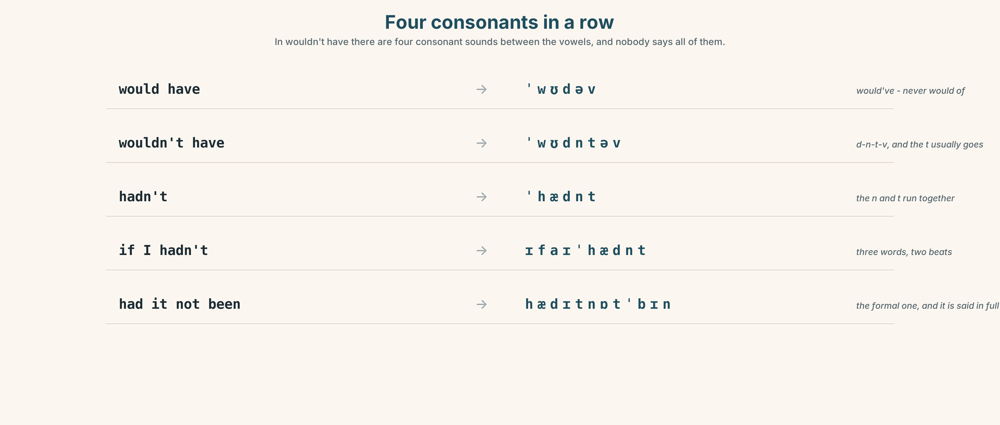 Four consonants in a row
In wouldn't have there are four consonant sounds between the vowels, and nobody says all of them.
would have → ˈwʊdəv would've - never would of
wouldn't have → ˈwʊdntəv d-n-t-v, and the t usually goes
hadn't → ˈhædnt the n and t run together
if I hadn't → ɪfaɪˈhædnt three words, two beats
had it not been → hædɪtnɒtˈbɪn the formal one, and it is said in full